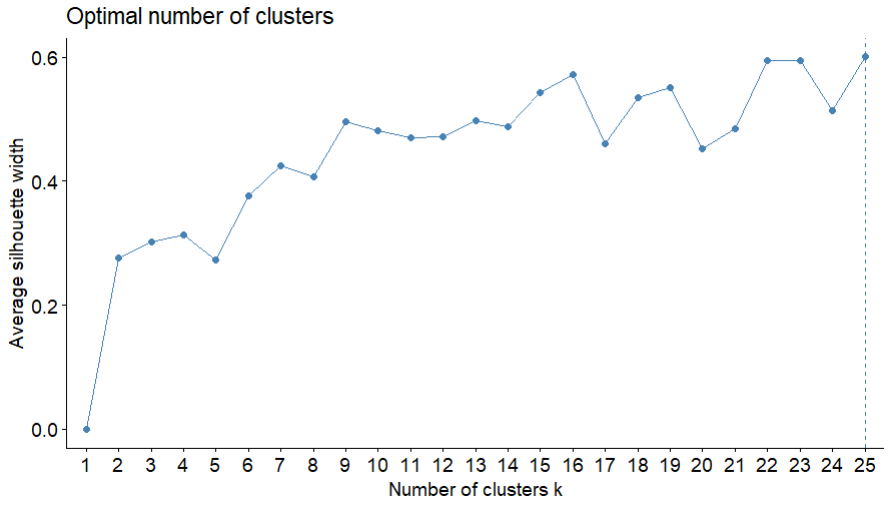 Optimal number of clusters
Average silhouette width
0.6
0.4
0.2
0.0
1 2 3 4 5 6 7 8 9 10 11 12 13 14 15 16 17 18 19 20 21 22 23 24 25
Number of clusters k